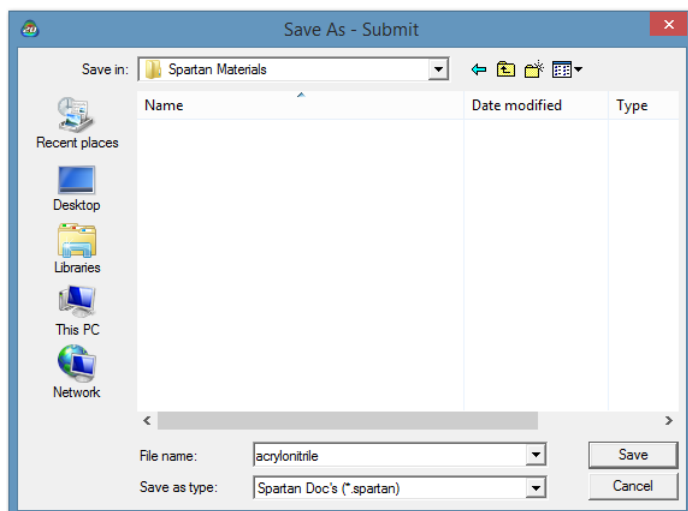 Save As - Submit
Save in: Spartan Materials
Name Date modified Type
Recent places
Desktop
Libraries
This PC
Network
File name: acrylonitrile Save
Save as type: Spartan Doc's (*.spartan) Cancel